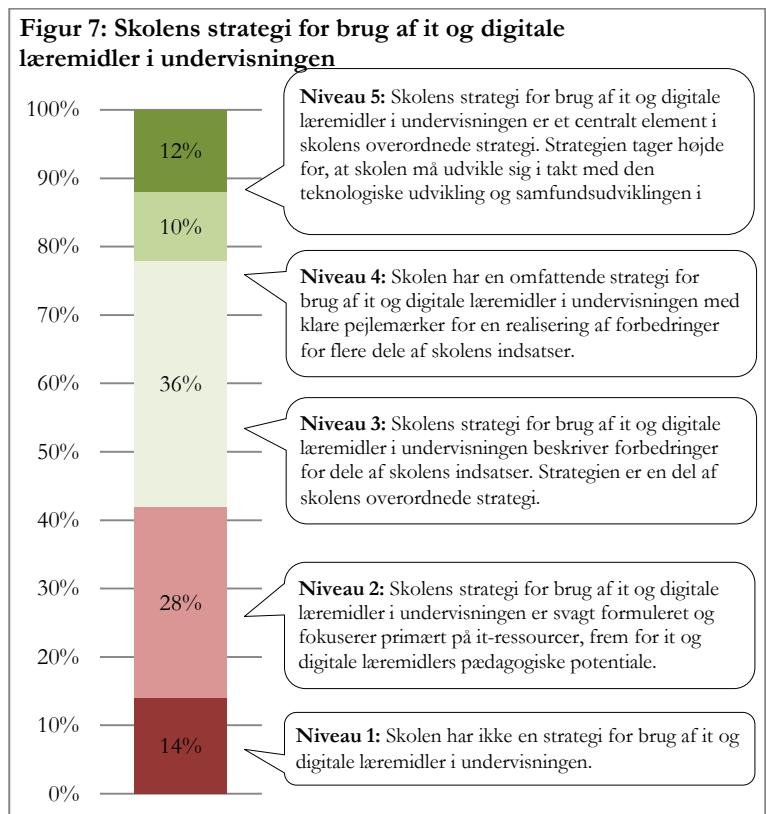 Figur 7: Skolens strategi for brug af it og digitale
læremidler i undervisningen
Niveau 5: Skolens strategi for brug af it og digitale
læremidler i undervisningen er et centralt element i
skolens overordnede strategi. Strategien tager højde
for, at skolen må udvikle sig i takt med den
teknologiske udvikling og samfundsudviklingen i
Niveau 4: Skolen har en omfattende strategi for
brug af it og digitale læremidler i undervisningen med
klare pejlemærker for en realisering af forbedringer
for flere dele af skolens indsatser.
Niveau 3: Skolens strategi for brug af it og digitale
læremidler i undervisningen beskriver forbedringer
for dele af skolens indsatser. Strategien er en del af
skolens overordnede strategi.
Niveau 2: Skolens strategi for brug af it og digitale
læremidler i undervisningen er svagt formuleret og
fokuserer primært på it-ressourcer, frem for it og
digitale læremidlers pædagogiske potentiale.
Niveau 1: Skolen har ikke en strategi for brug af it og
digitale læremidler i undervisningen.
100%
90%
80%
70%
60%
50%
40%
30%
20%
10%
0%
12%
10%
36%
28%
14%